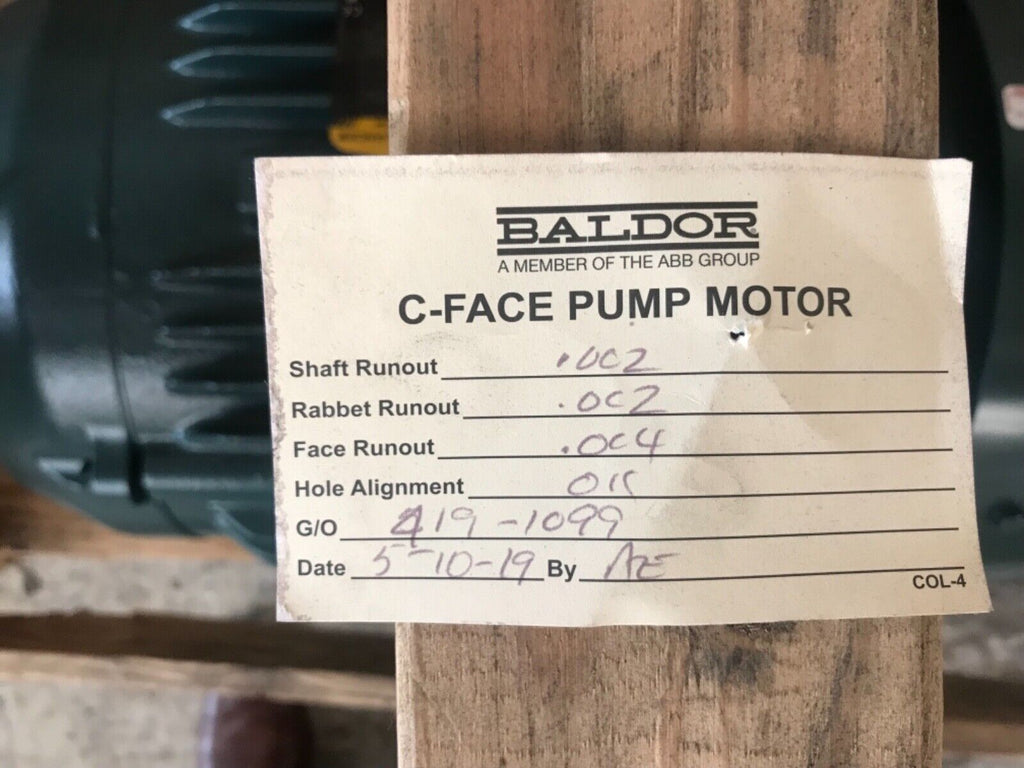 BALDOR
A MEMBER OF THE ABB GROUP
C-FACE PUMP MOTOR
Shaft Runout .002
Rabbet Runout .002
Face Runout .004
Hole Alignment OK
G/O 419-1099
Date 5-10-19 By
COL-4